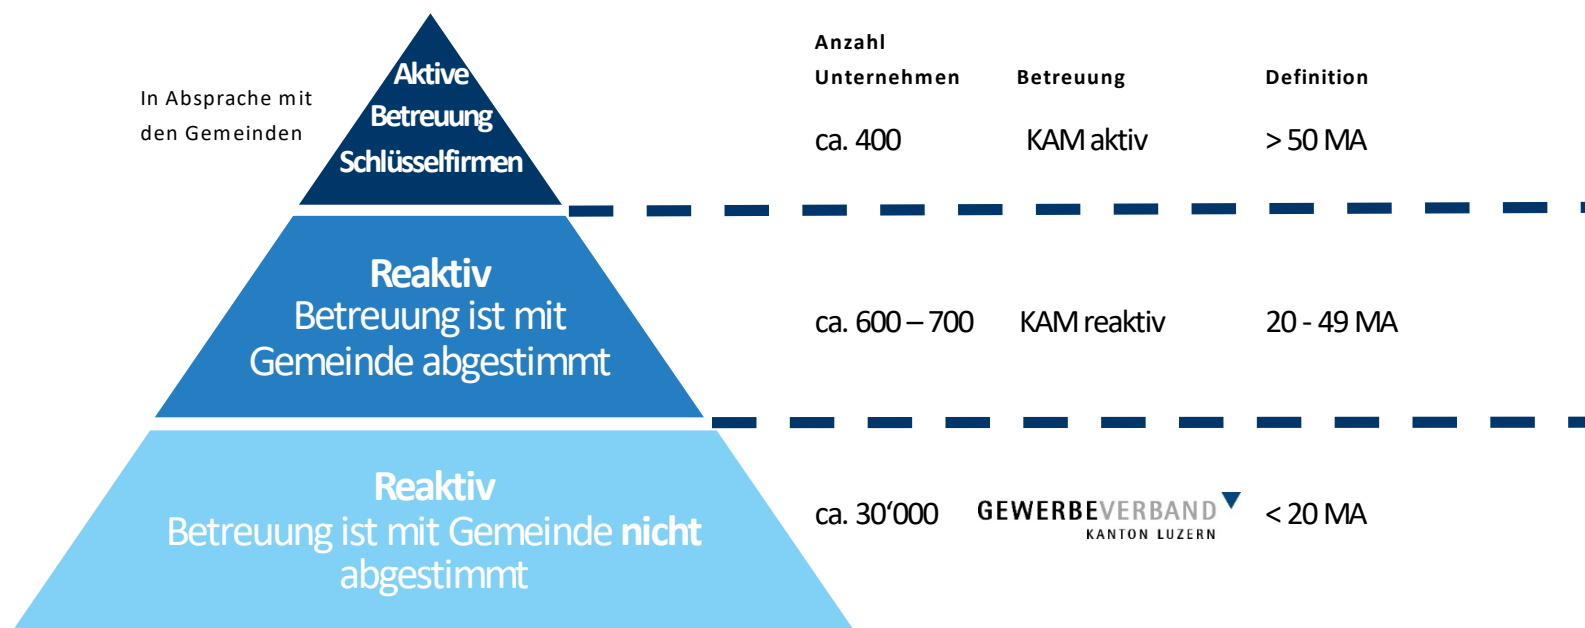 In Absprache mit
den Gemeinden
Aktive
Betreuung
Schlüsselfirmen
Anzahl
Unternehmen Betreuung Definition
ca. 400 KAM aktiv > 50 MA
Reaktiv
Betreuung ist mit
Gemeinde abgestimmt
ca. 600 – 700 KAM reaktiv 20 - 49 MA
Reaktiv
Betreuung ist mit Gemeinde nicht
abgestimmt
ca. 30‘000 GEWERBEVERBAND < 20 MA
KANTON LUZERN